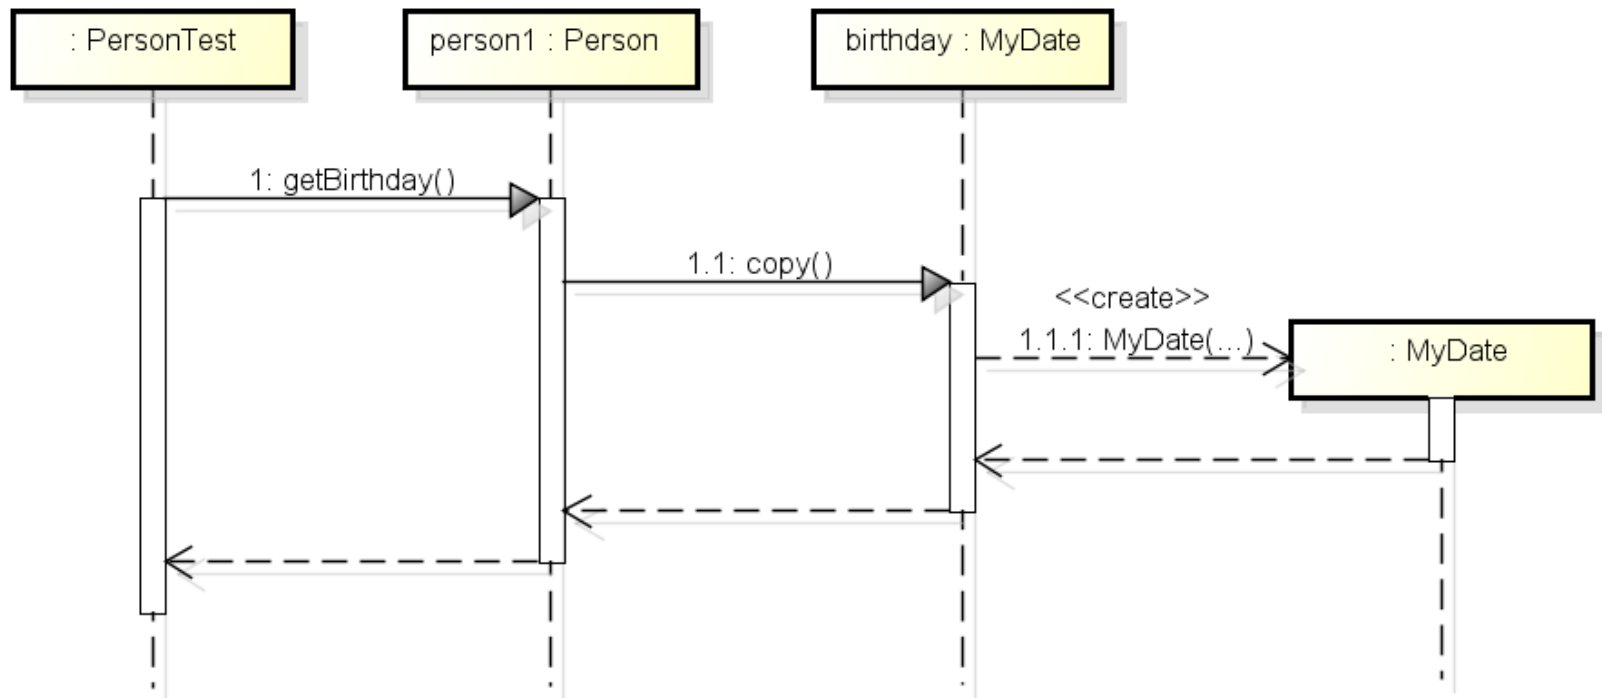 : PersonTest
person1 : Person
birthday : MyDate
1: getBirthday()
1.1: copy()
<<create>>
1.1.1: MyDate(...)
: MyDate